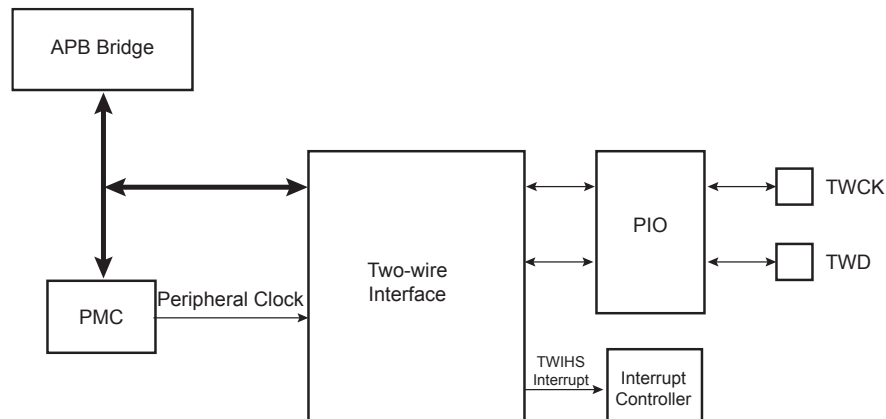 APB Bridge
TWCK
PIO
TWD
Two-wire
Interface
Peripheral Clock
PMC
TWIHS
Interrupt
Interrupt
Controller